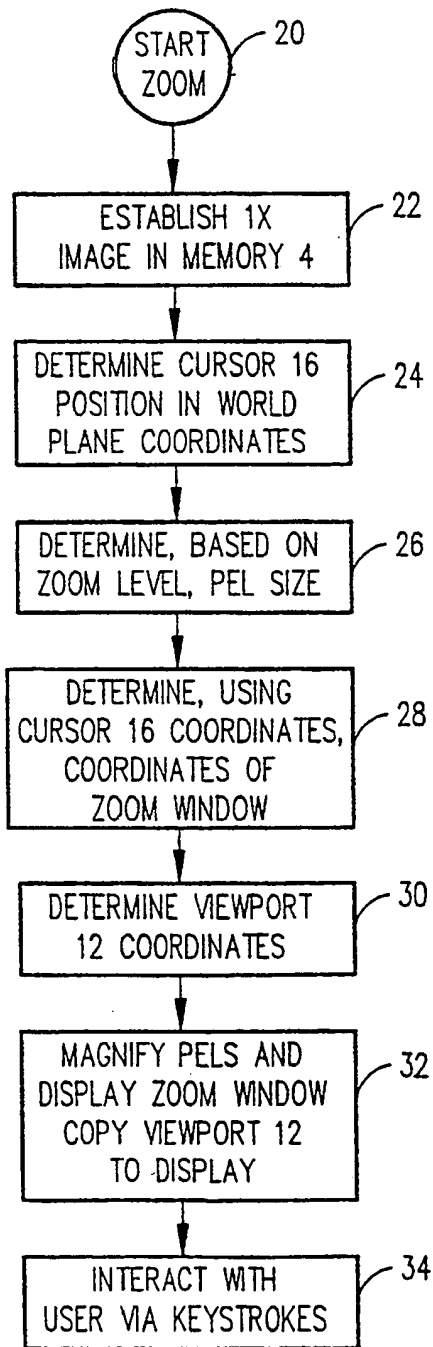 START
ZOOM
20
ESTABLISH 1X
IMAGE IN MEMORY 4
22
DETERMINE CURSOR 16
POSITION IN WORLD
PLANE COORDINATES
24
DETERMINE, BASED ON
ZOOM LEVEL, PEL SIZE
26
DETERMINE, USING
CURSOR 16 COORDINATES,
COORDINATES OF
ZOOM WINDOW
28
DETERMINE VIEWPORT
12 COORDINATES
30
MAGNIFY PELS AND
DISPLAY ZOOM WINDOW
COPY VIEWPORT 12
TO DISPLAY
32
INTERACT WITH
USER VIA KEYSTROKES
34